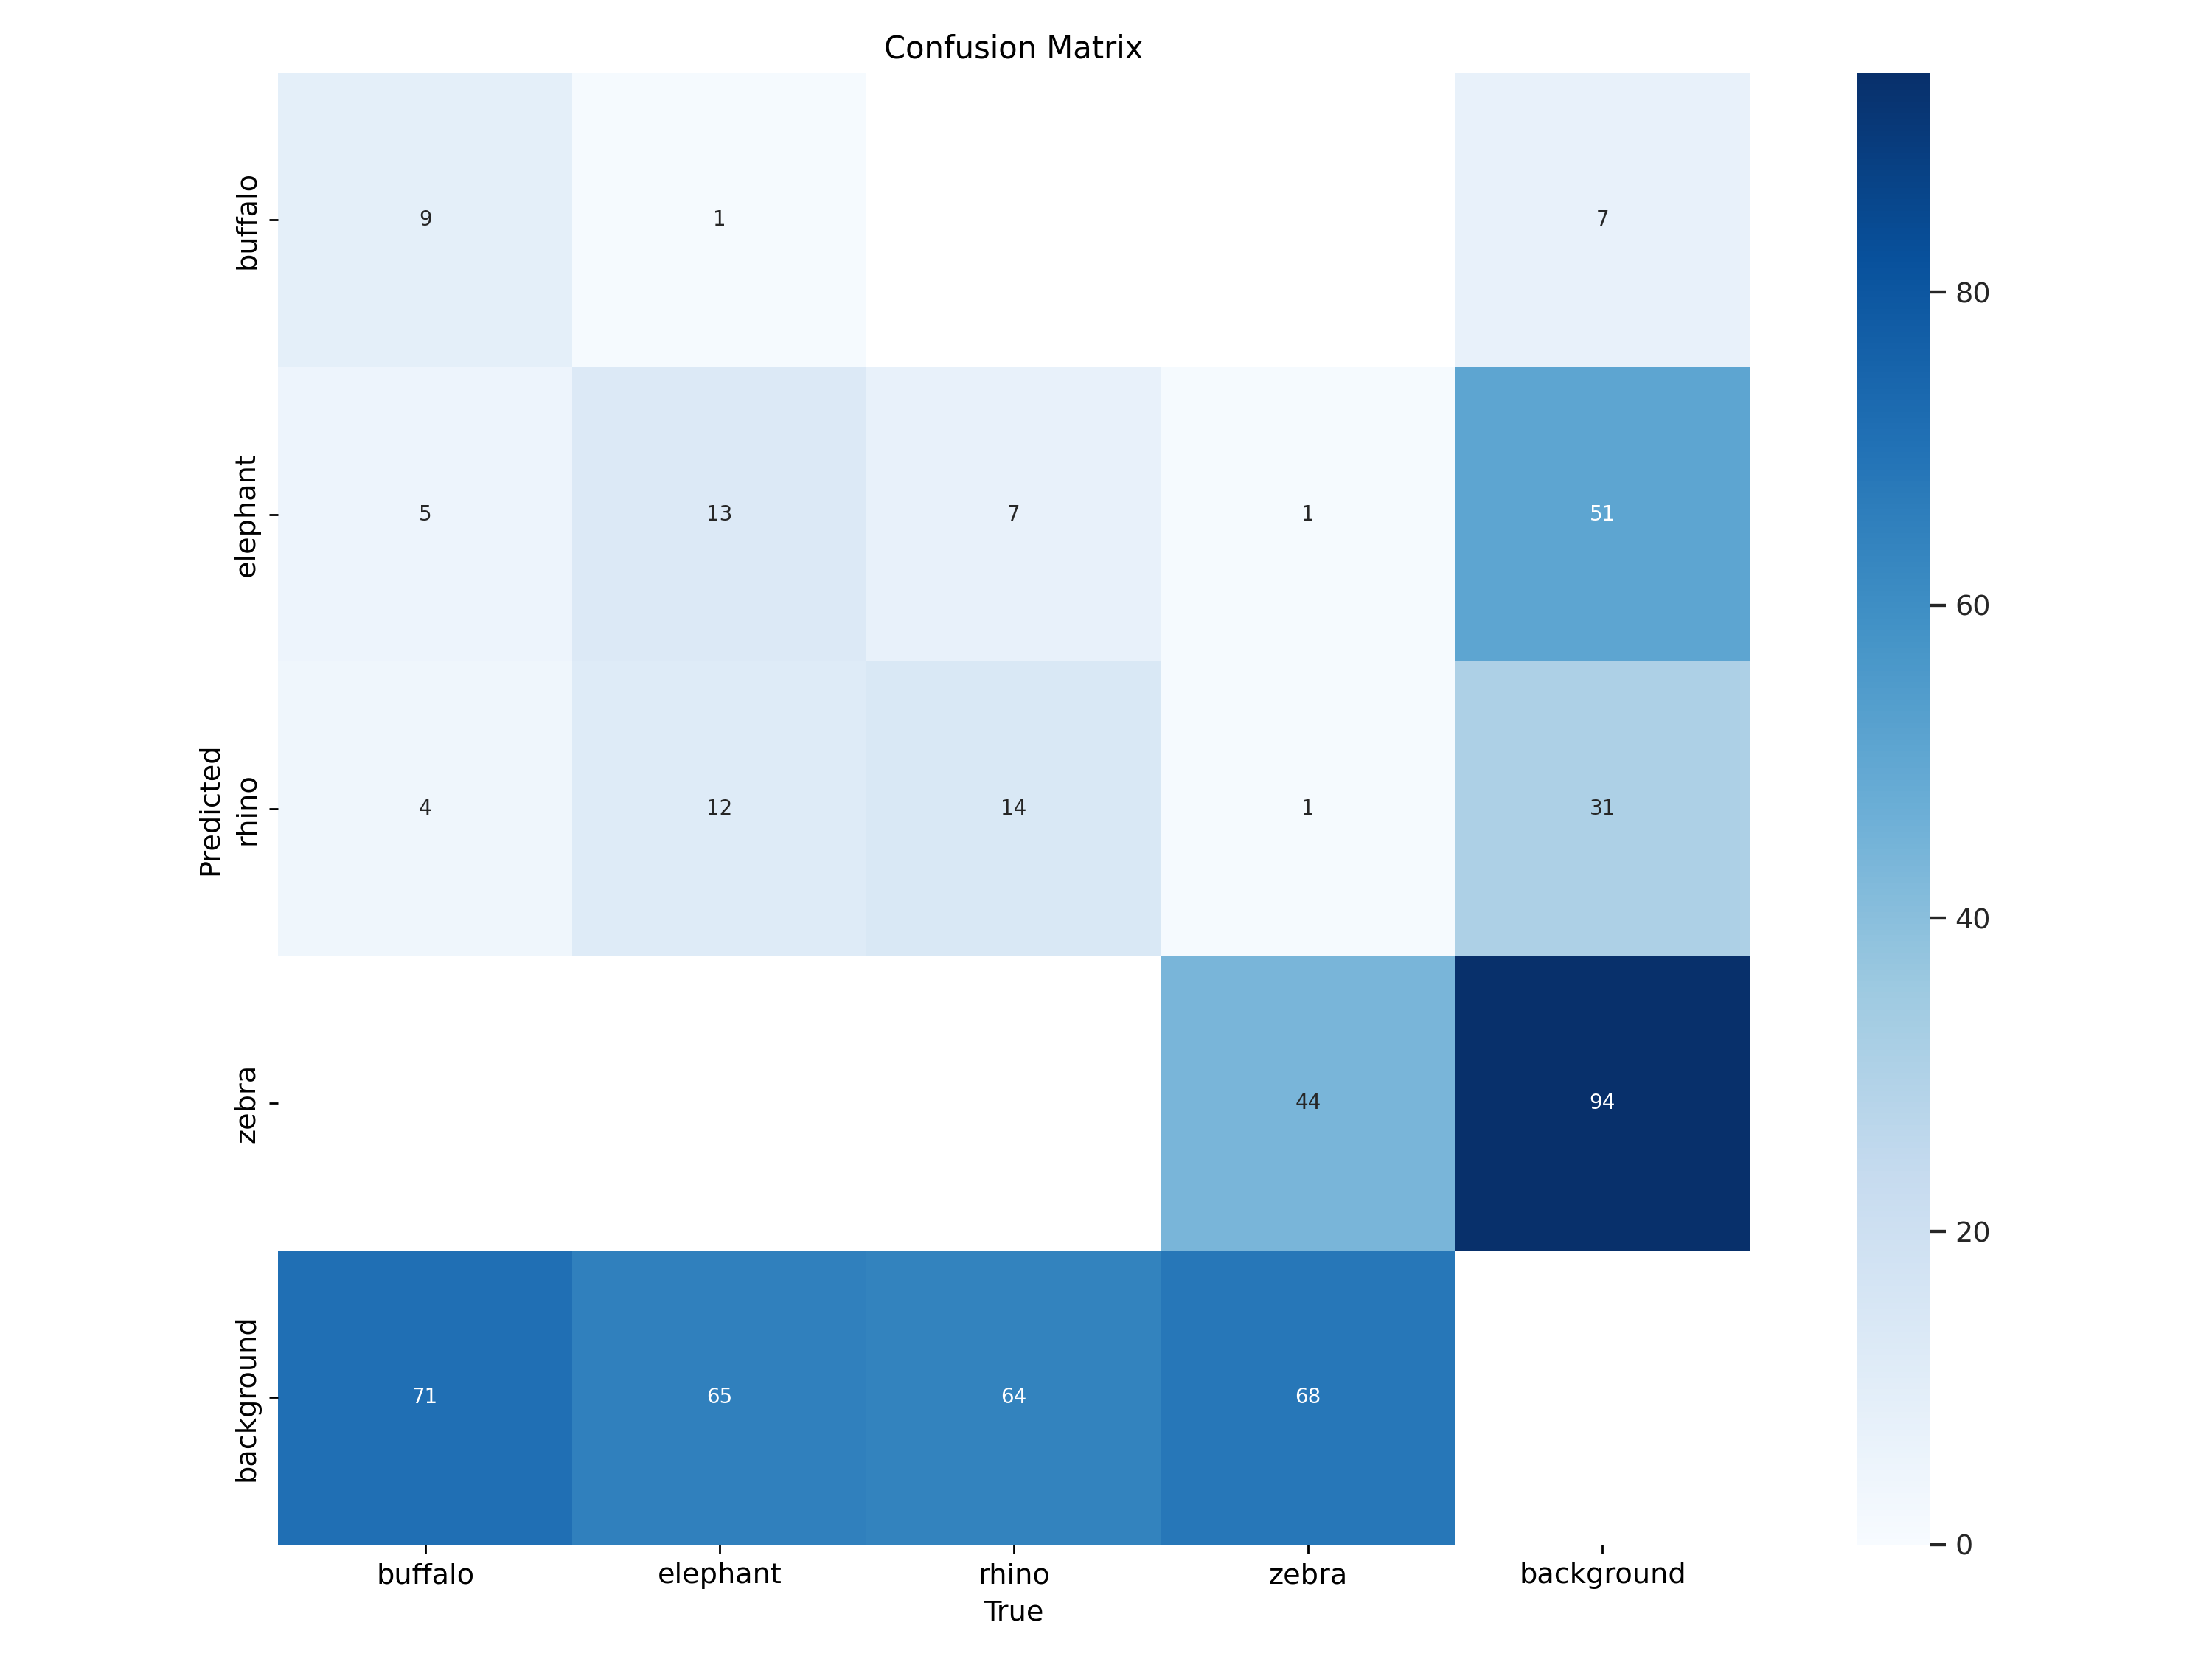 Confusion Matrix
buffalo
9 1 7
80
elephant
5 13 7 1 51
60
Predicted
rhino
4 12 14 1 31
40
zebra
44 94
20
background
71 65 64 68
0
buffalo elephant rhino zebra background
True